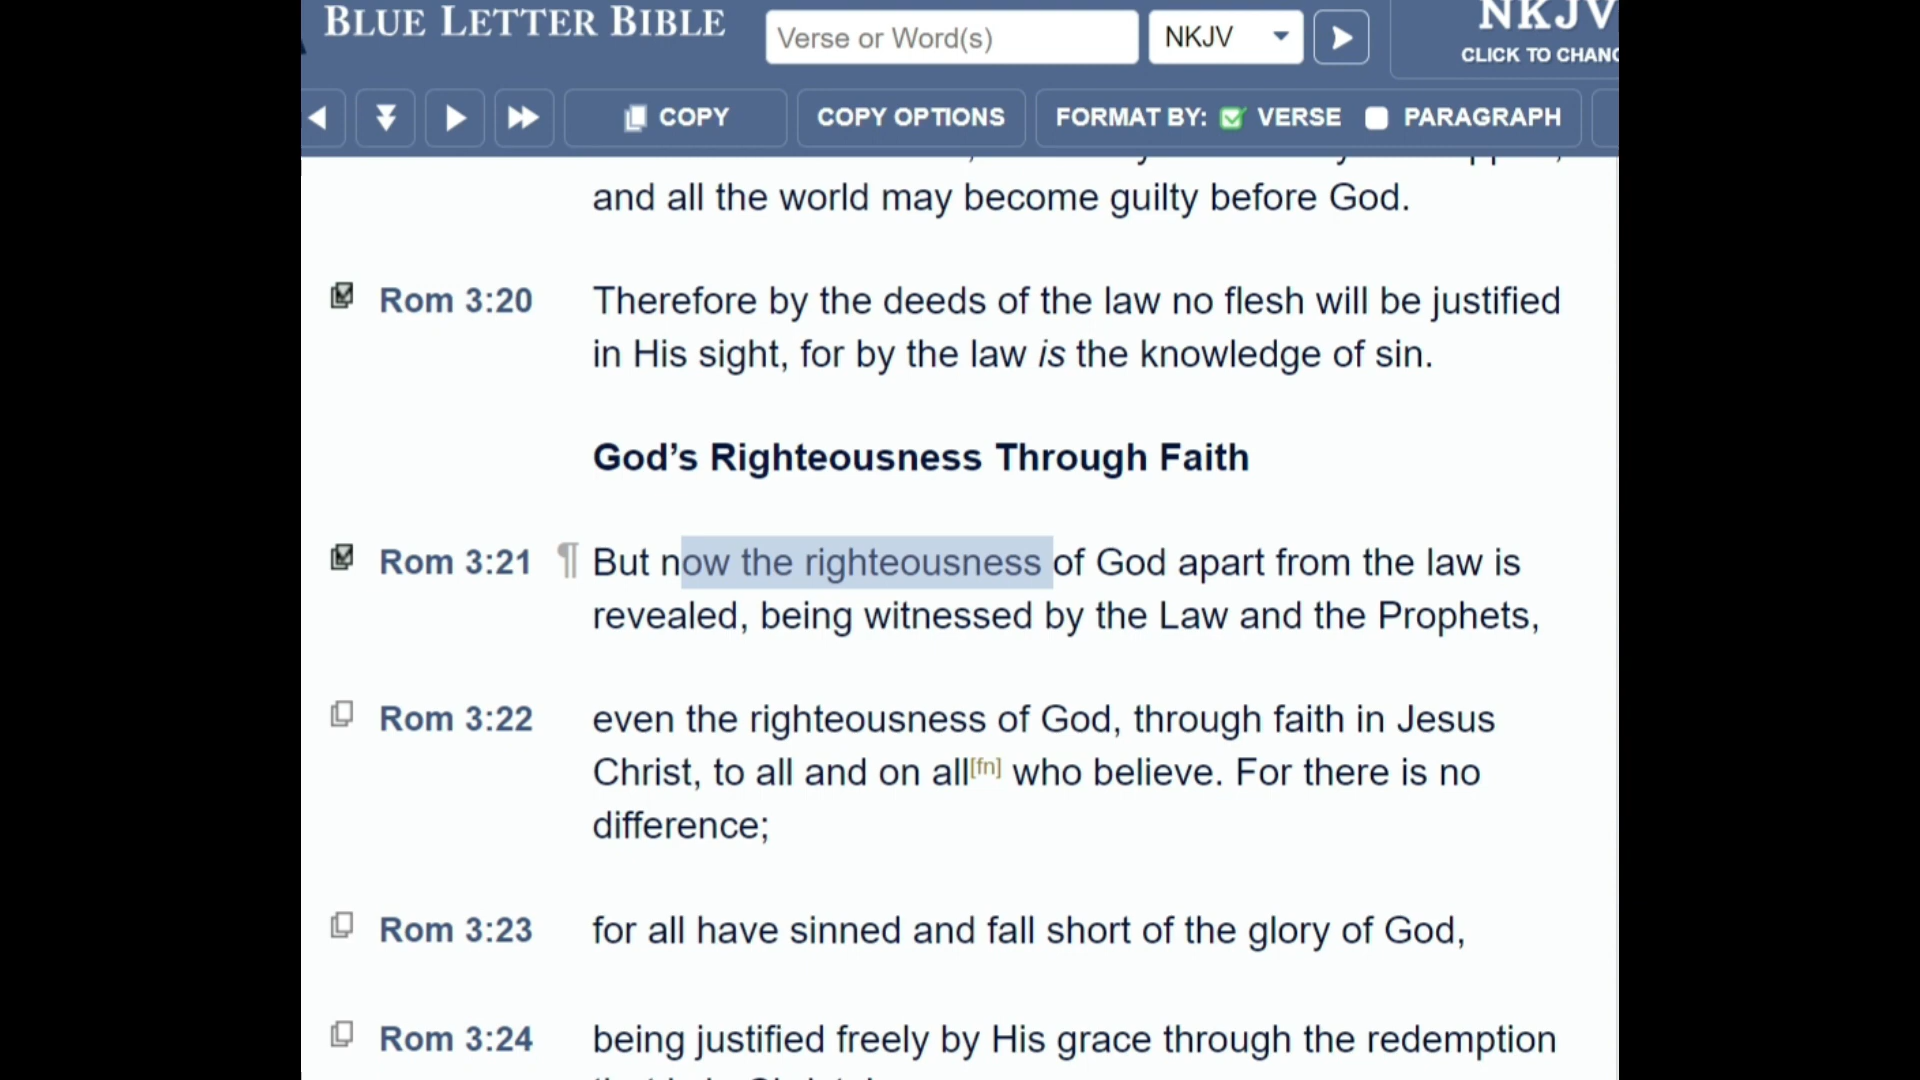 BLUE LETTER BIBLE
Verse or Word(s)
NKJV
NKJV
CLICK TO CHANG
COPY
COPY OPTIONS
FORMAT BY: VERSE PARAGRAPH
and all the world may become guilty before God.
Rom 3:20 Therefore by the deeds of the law no flesh will be justified
in His sight, for by the law is the knowledge of sin.
God’s Righteousness Through Faith
Rom 3:21 ¶ But now the righteousness of God apart from the law is
revealed, being witnessed by the Law and the Prophets,
Rom 3:22 even the righteousness of God, through faith in Jesus
Christ, to all and on all[fn] who believe. For there is no
difference;
Rom 3:23 for all have sinned and fall short of the glory of God,
Rom 3:24 being justified freely by His grace through the redemption